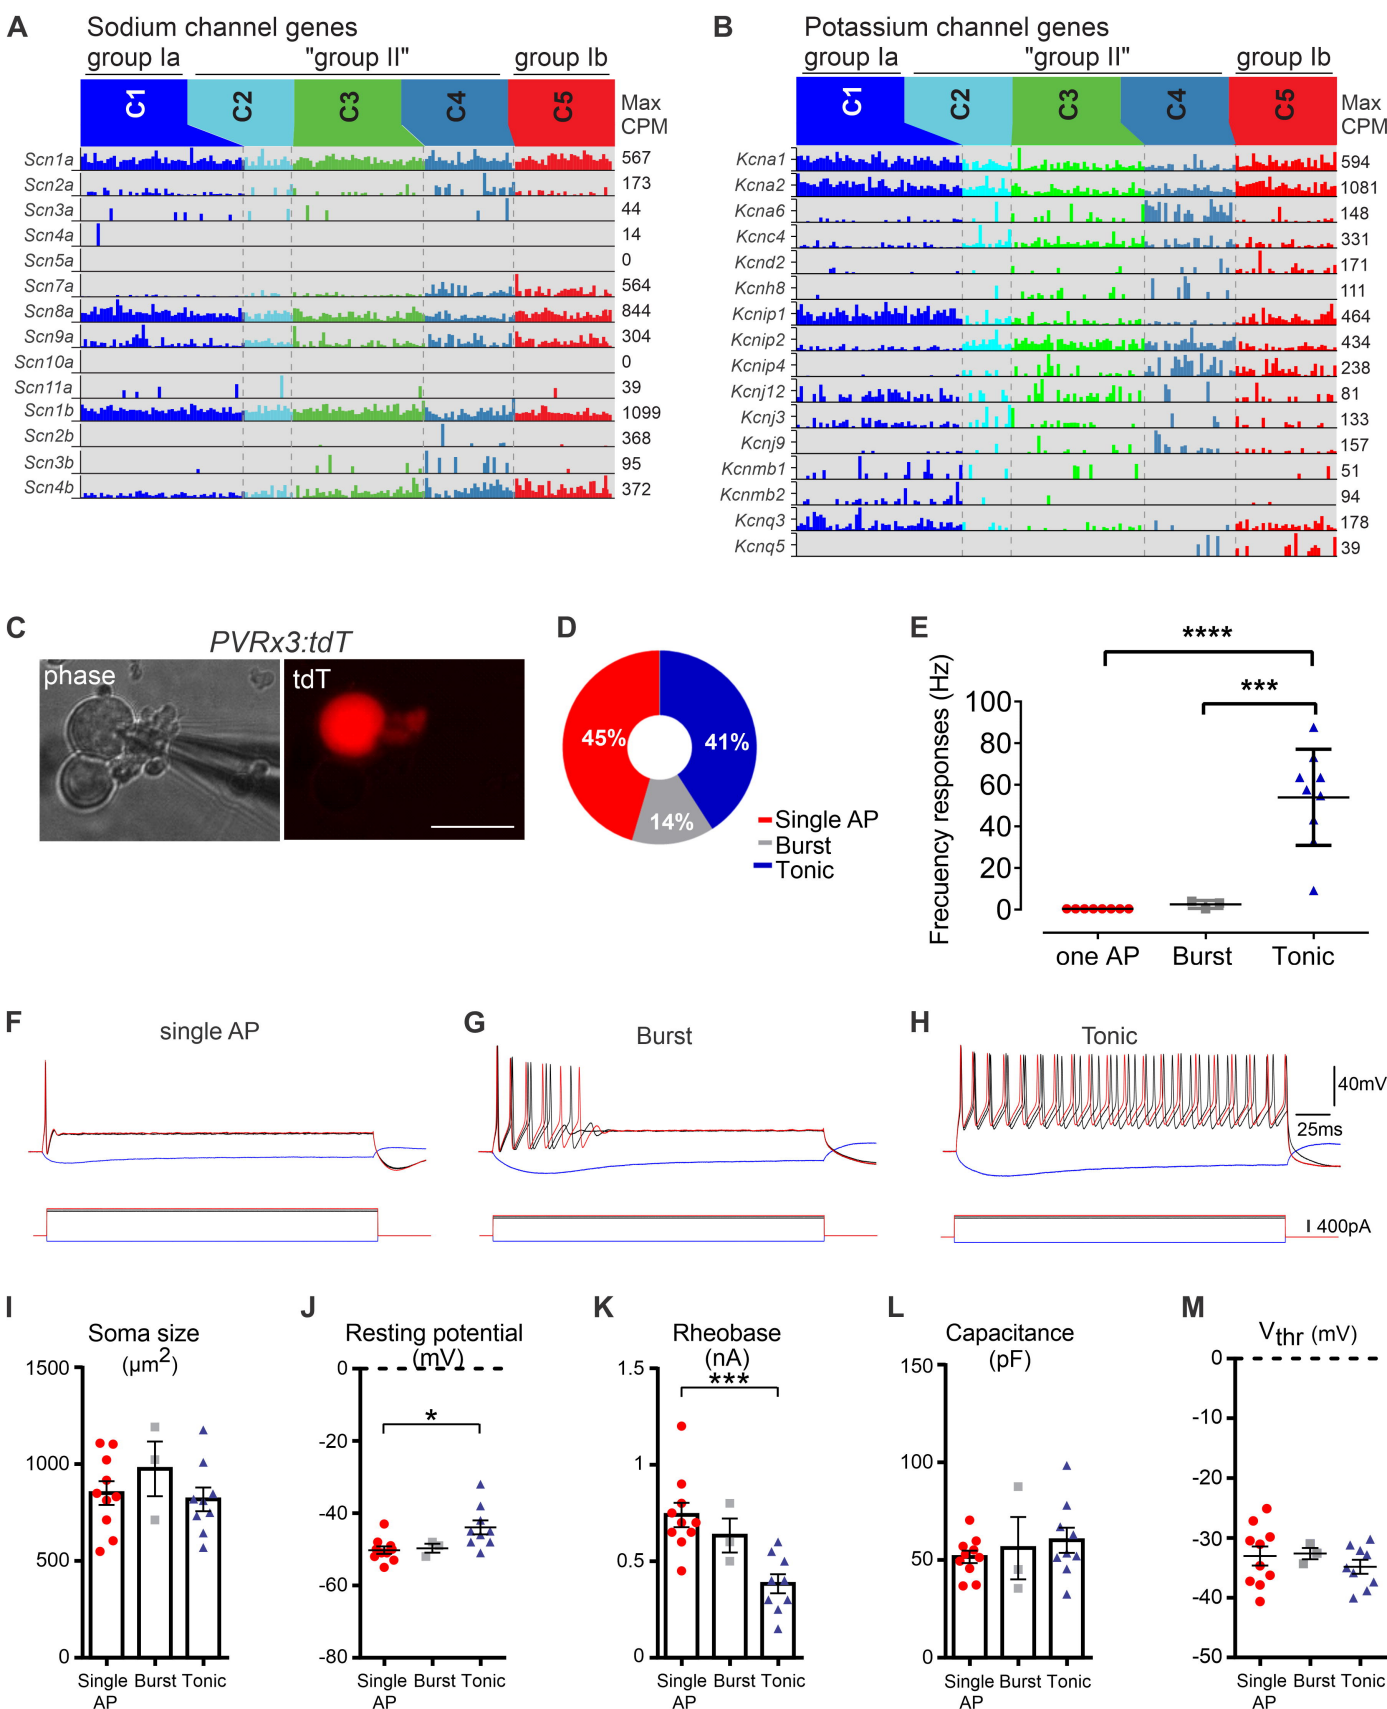 A Sodium channel genes
group Ia "group II" group Ib
C1 C2 C3 C4 C5 Max
CPM
Scn1a 567
Scn2a 173
Scn3a 44
Scn4a 14
Scn5a 0
Scn7a 564
Scn8a 844
Scn9a 304
Scn10a 0
Scn11a 39
Scn1b 1099
Scn2b 368
Scn3b 95
Scn4b 372
B Potassium channel genes
group Ia "group II" group Ib
C1 C2 C3 C4 C5 Max
CPM
Kcna1 594
Kcna2 1081
Kcna6 148
Kcnc4 331
Kcnd2 171
Kcnh8 111
Kcnip1 464
Kcnip2 434
Kcnip4 238
Kcnj12 81
Kcnj3 133
Kcnj9 157
Kcnmb1 51
Kcnmb2 94
Kcnq3 178
Kcnq5 39
C PVRx3:tdT
phase tdT
D
45% 41%
14%
Single AP
Burst
Tonic
E
Frecuency responses (Hz)
****
***
100
80
60
40
20
0
one AP Burst Tonic
F single AP
G Burst
H Tonic
40mV
25ms
400pA
I Soma size
(µm2)
1500
1000
500
0
Single Burst Tonic
AP
J Resting potential
(mV)
0
*
-20
-40
-60
-80
Single Burst Tonic
AP
K Rheobase
(nA)
1.5
***
1
0.5
0
Single Burst Tonic
AP
L Capacitance
(pF)
150
100
50
0
Single Burst Tonic
AP
M Vthr (mV)
0
-10
-20
-30
-40
-50
Single Burst Tonic
AP